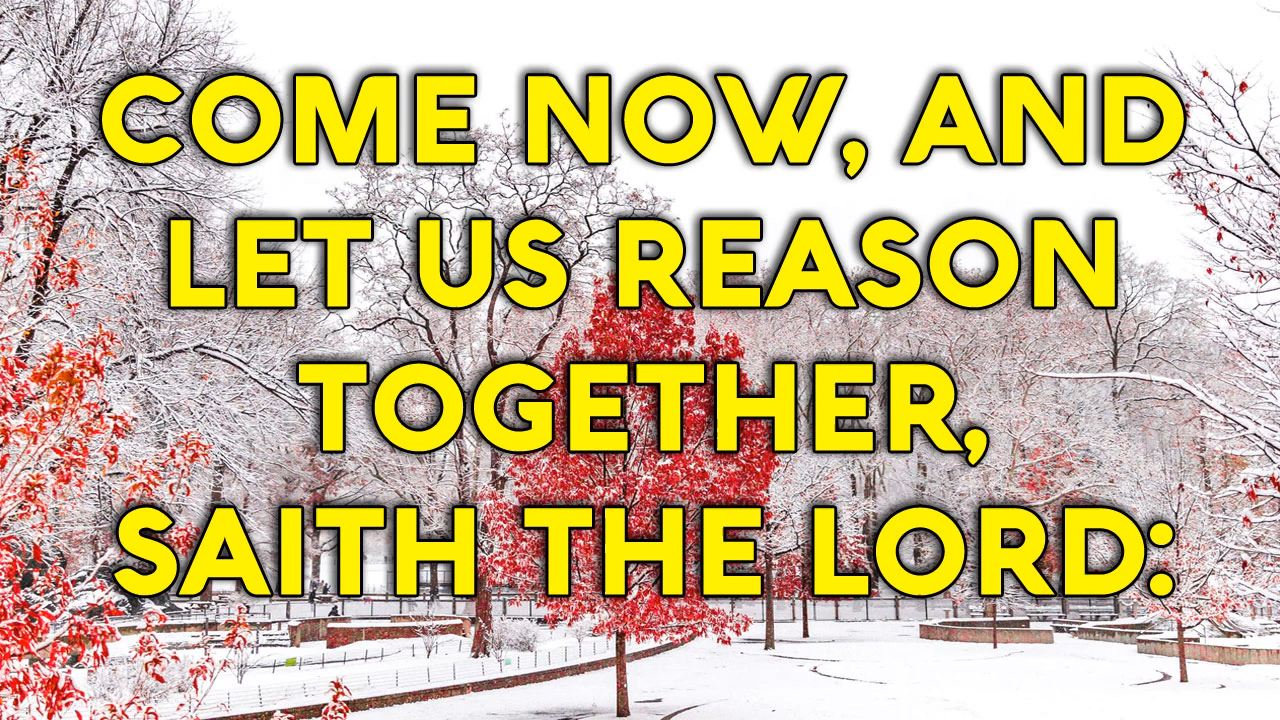 COME NOW, AND
LET US REASON
TOGETHER,
SAITH THE LORD: